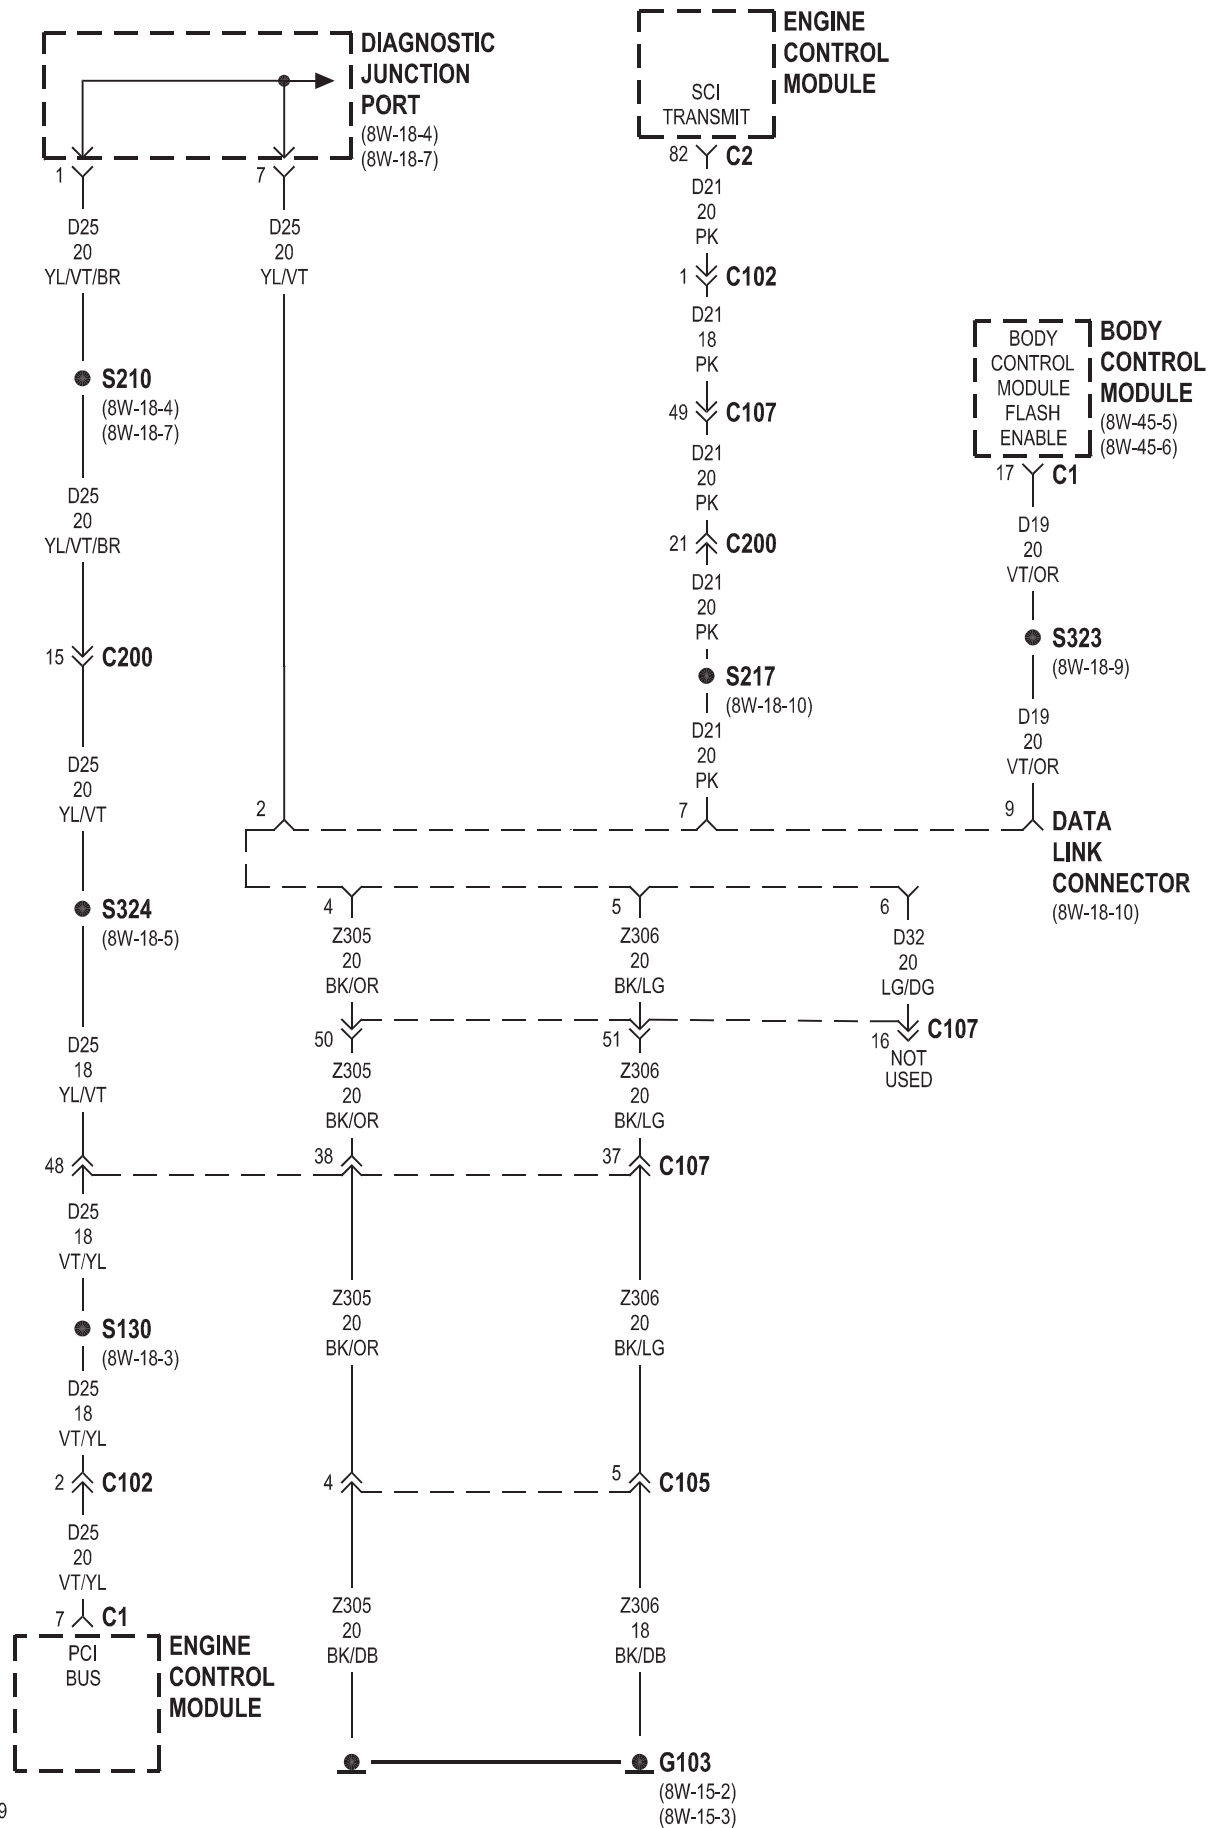 DIAGNOSTIC
JUNCTION
PORT
(8W-18-4)
(8W-18-7)
1
7
D25
20
YL/VT/BR
D25
20
YL/VT
S210
(8W-18-4)
(8W-18-7)
D25
20
YL/VT/BR
15
C200
D25
20
YL/VT
S324
(8W-18-5)
D25
18
YL/VT
48
D25
18
VT/YL
S130
(8W-18-3)
D25
18
VT/YL
2
C102
D25
20
VT/YL
7
C1
PCI
BUS
ENGINE
CONTROL
MODULE
ENGINE
CONTROL
MODULE
SCI
TRANSMIT
82
C2
D21
20
PK
1
C102
D21
18
PK
49
C107
D21
20
PK
21
C200
D21
20
PK
S217
(8W-18-10)
D21
20
PK
BODY
CONTROL
MODULE
FLASH
ENABLE
BODY
CONTROL
MODULE
(8W-45-5)
(8W-45-6)
17
C1
D19
20
VT/OR
S323
(8W-18-9)
D19
20
VT/OR
2
7
9
DATA
LINK
CONNECTOR
(8W-18-10)
4
5
6
Z305
20
BK/OR
Z306
20
BK/LG
D32
20
LG/DG
50
51
16
C107
NOT
USED
Z305
20
BK/OR
Z306
20
BK/LG
38
37
C107
Z305
20
BK/OR
Z306
20
BK/LG
4
5
C105
Z305
20
BK/DB
Z306
18
BK/DB
G103
(8W-15-2)
(8W-15-3)
9